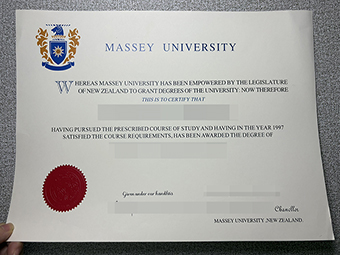 MASSEY UNIVERSITY
WHEREAS MASSEY UNIVERSITY HAS BEEN EMPOWERED BY THE LEGISLATURE
OF NEW ZEALAND TO GRANT DEGREES OF THE UNIVERSITY: NOW THEREFORE
THIS IS TO CERTIFY THAT
HAVING PURSUED THE PRESCRIBED COURSE OF STUDY AND HAVING IN THE YEAR 1997
SATISFIED THE COURSE REQUIREMENTS, HAS BEEN AWARDED THE DEGREE OF
Given under our hand this
Chancellor
MASSEY UNIVERSITY ,NEW ZEALAND.